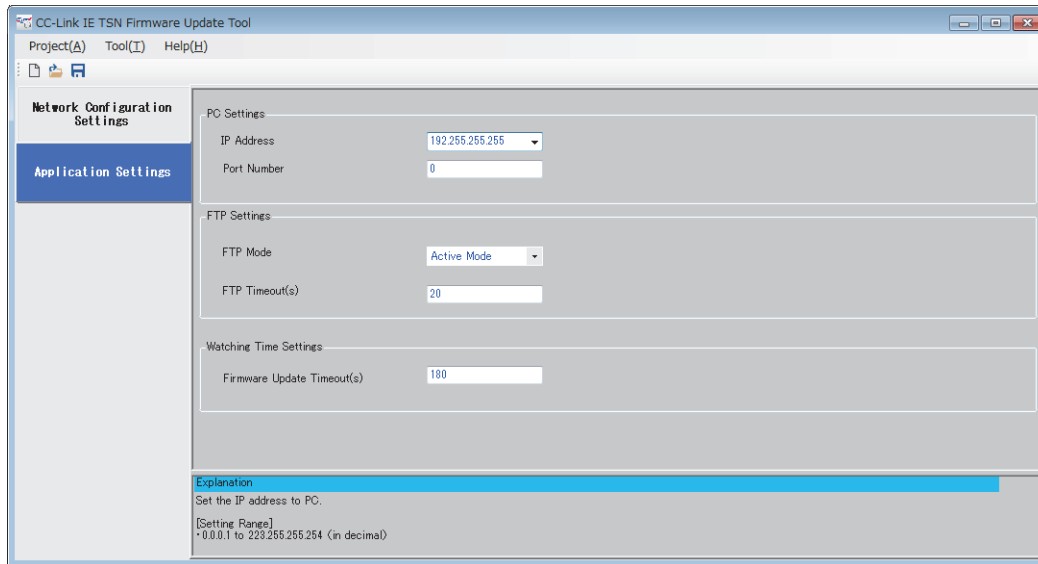 CC-Link IE TSN Firmware Update Tool
Project(A) Tool(T) Help(H)
Network Configuration
Settings
Application Settings
PC Settings
IP Address 192.255.255.255
Port Number 0
FTP Settings
FTP Mode Active Mode
FTP Timeout(s) 20
Watching Time Settings
Firmware Update Timeout(s) 180
Explanation
Set the IP address to PC.
[Setting Range]
・0.0.0.1 to 223.255.255.254 (in decimal)